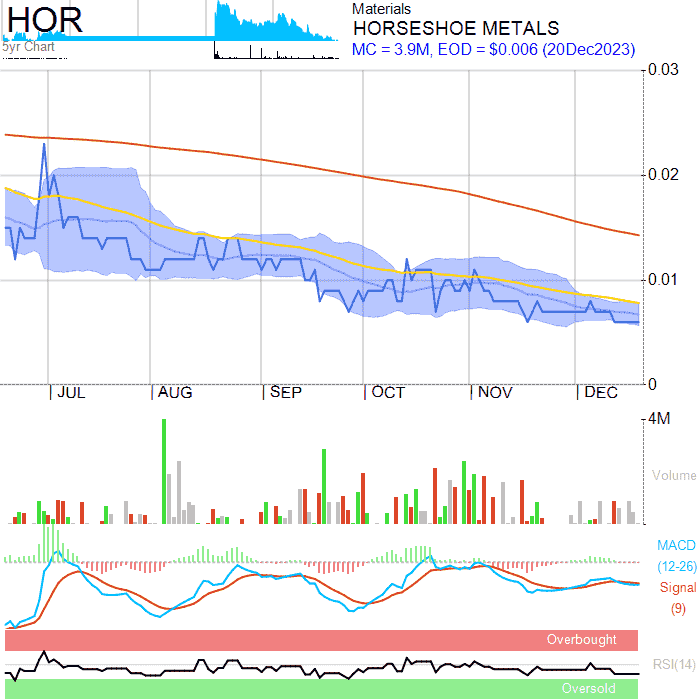 HOR
5yr Chart
Materials
HORSESHOE METALS
MC = 3.9M, EOD = $0.006 (20Dec2023)
0.03
0.02
0.01
0
JUL
AUG
SEP
OCT
NOV
DEC
4M
Volume
MACD
(12-26)
Signal
(9)
Overbought
RSI(14)
Oversold